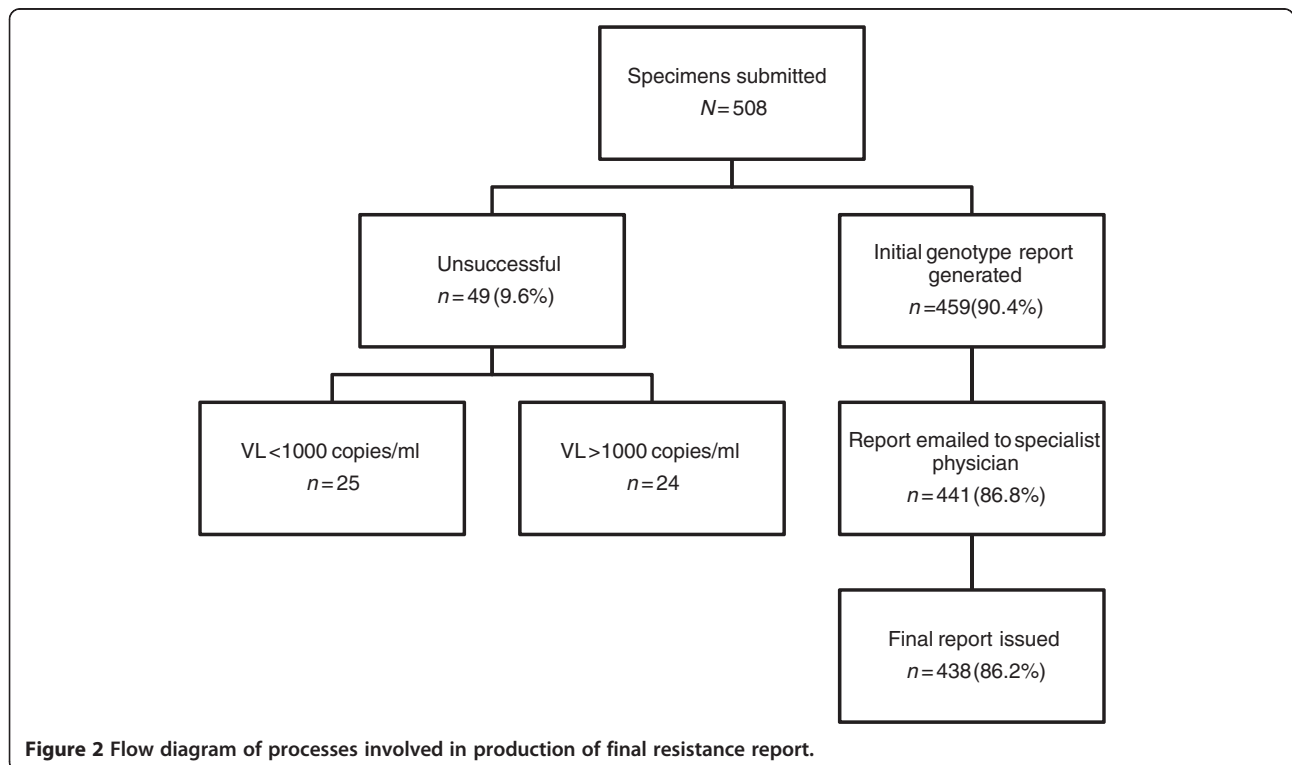 Specimens submitted
N=508
Unsuccessful
n=49(9.6%)
Initial genotype report
generated
n=459(90.4%)
VL<1000 copies/ml
n=25
VL>1000 copies/ml
n=24
Report emailed to specialist
physician
n=441(86.8%)
Final report issued
n=438(86.2%)
Figure 2 Flow diagram of processes involved in production of final resistance report.